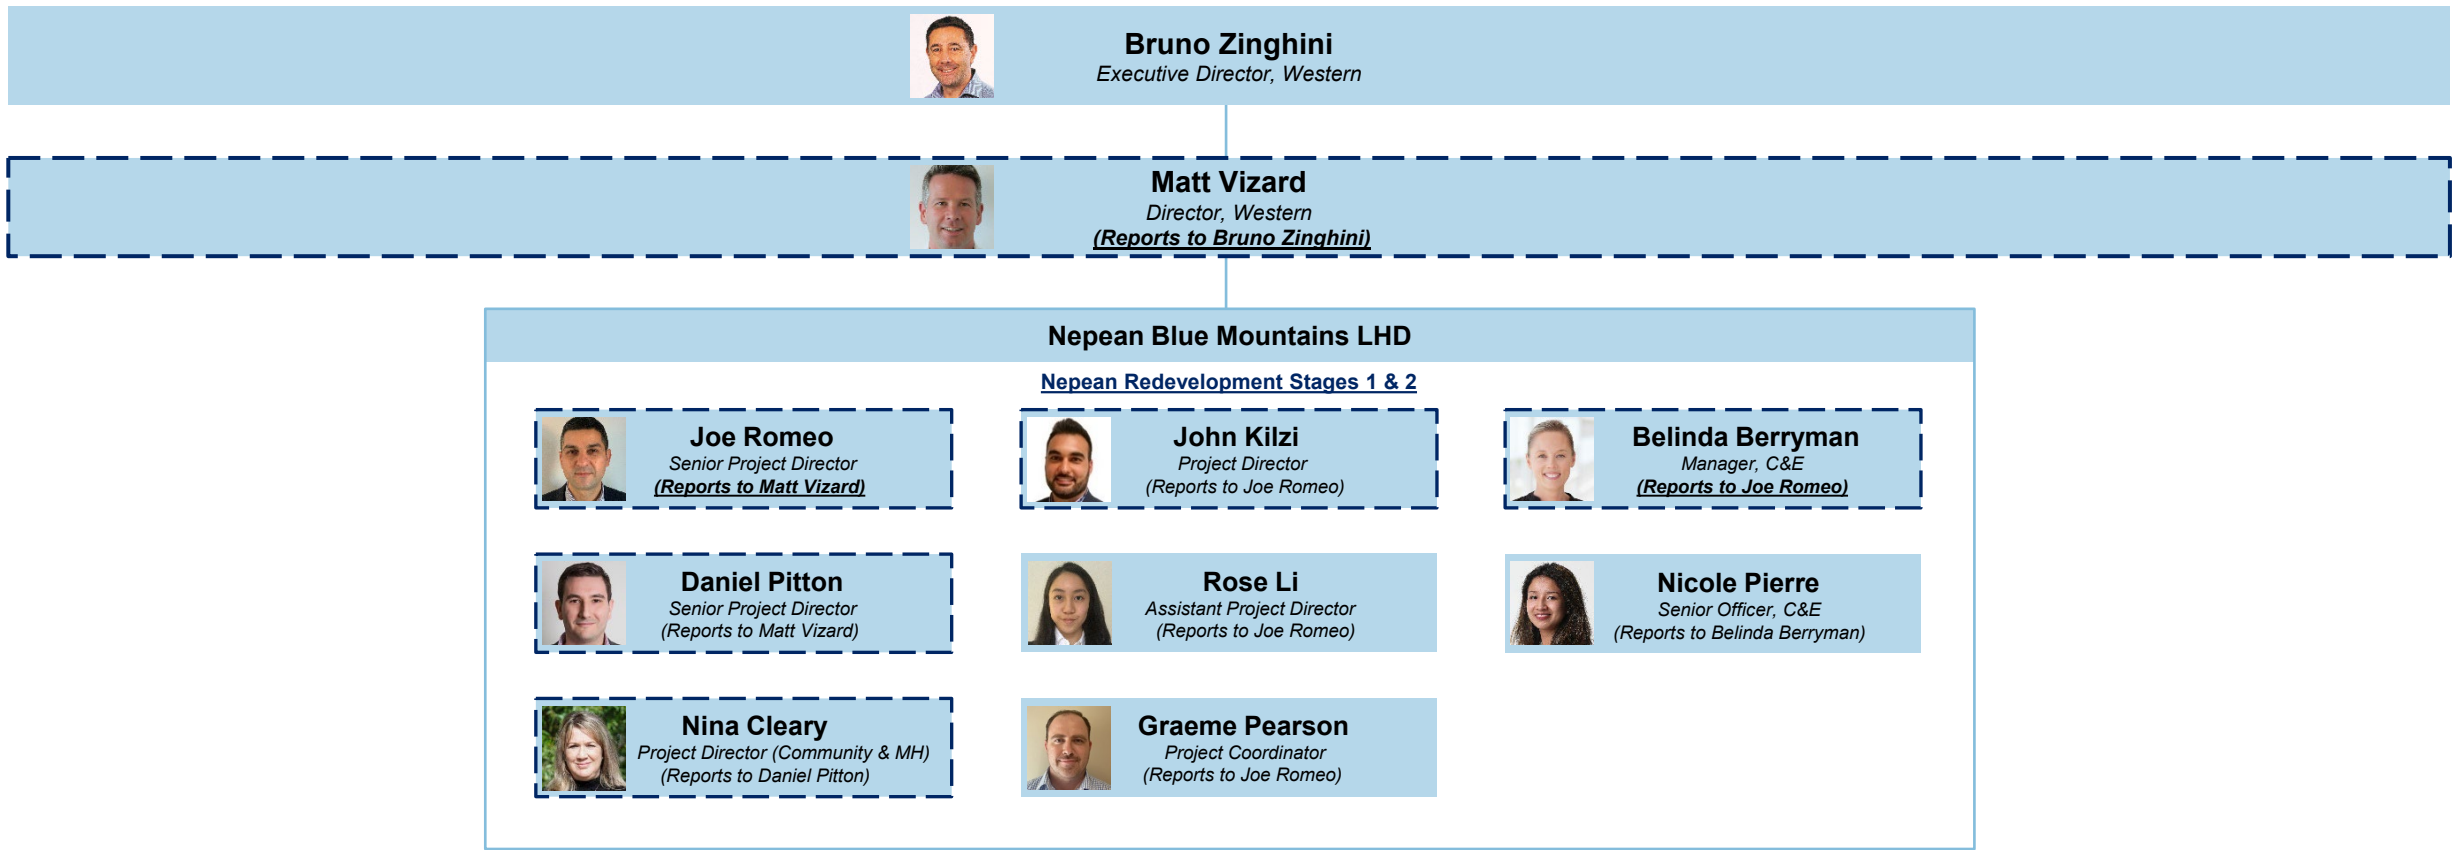 Bruno Zinghini
Executive Director, Western
Matt Vizard
Director, Western
(Reports to Bruno Zinghini)
Nepean Blue Mountains LHD
Nepean Redevelopment Stages 1 & 2
Joe Romeo
Senior Project Director
(Reports to Matt Vizard)
John Kilzi
Project Director
(Reports to Joe Romeo)
Belinda Berryman
Manager, C&E
(Reports to Joe Romeo)
Daniel Pitton
Senior Project Director
(Reports to Matt Vizard)
Rose Li
Assistant Project Director
(Reports to Joe Romeo)
Nicole Pierre
Senior Officer, C&E
(Reports to Belinda Berryman)
Nina Cleary
Project Director (Community & MH)
(Reports to Daniel Pitton)
Graeme Pearson
Project Coordinator
(Reports to Joe Romeo)